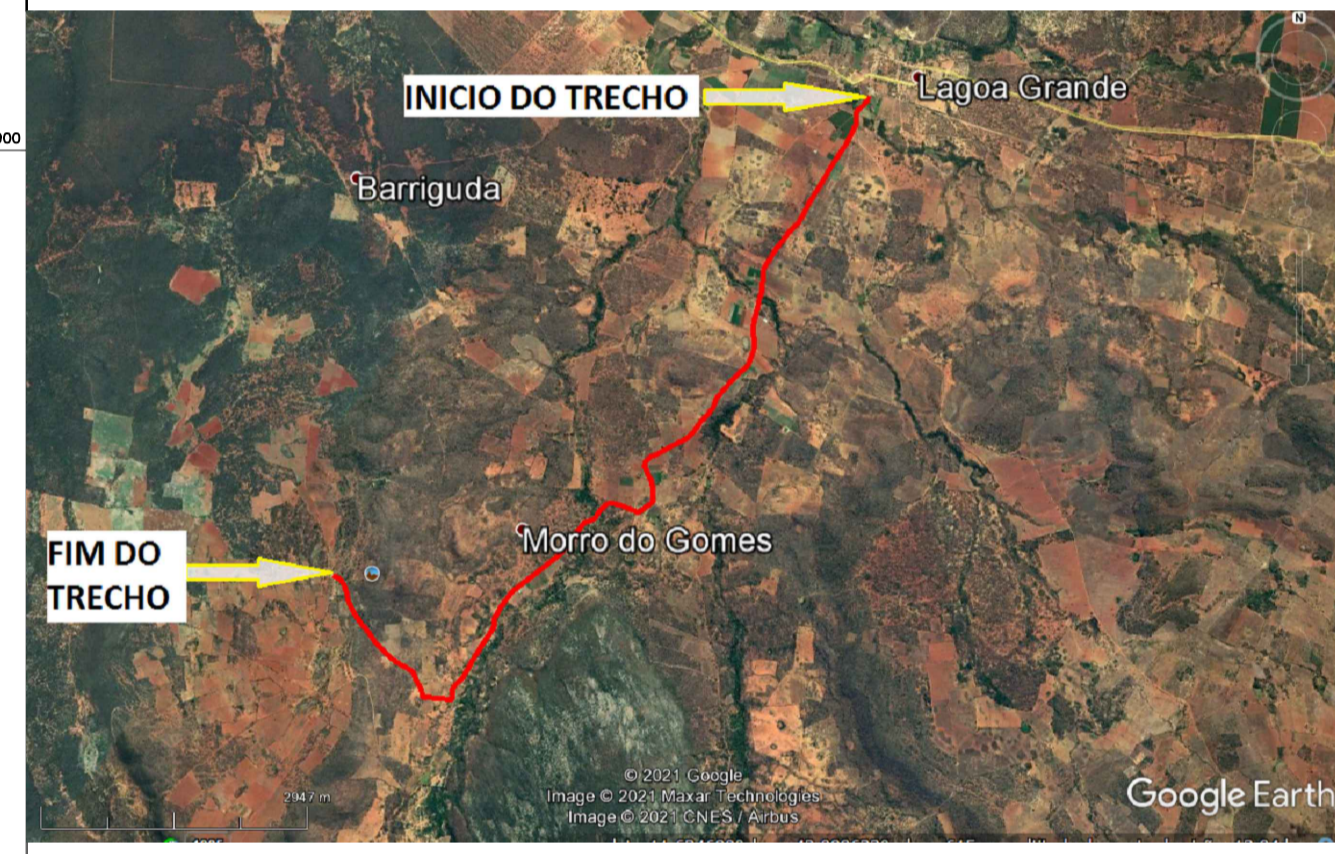 INICIO DO TRECHO
Lagoa Grande
Barriguda
Morro do Gomes
FIM DO
TRECHO
© 2021 Google
2947 m
Image © 2021 Maxar Technologies
Image © 2021 CNES / Airbus
Google Earth
N